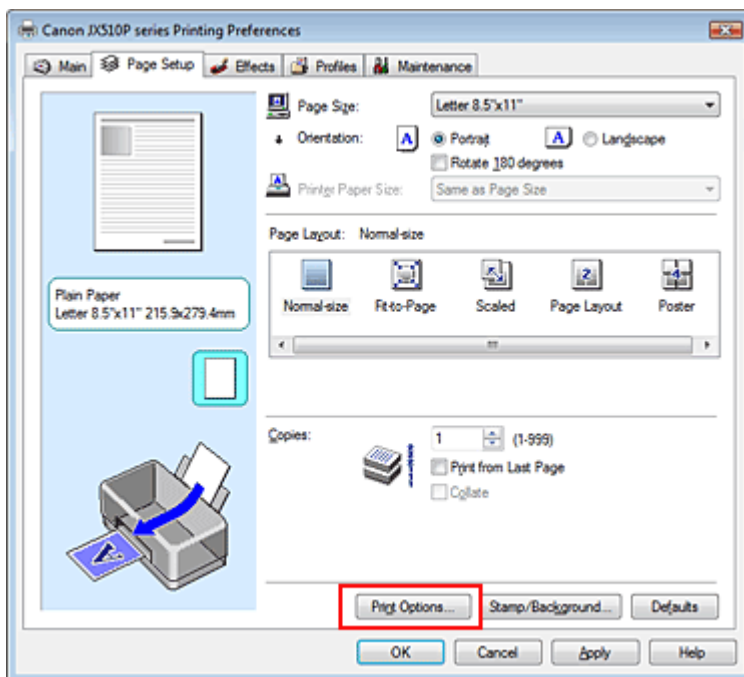 Canon JX510P series Printing Preferences
Main Page Setup Effects Profiles Maintenance
Page Size: Letter 8.5"x11"
Orientation: A Portrait A Landscape
Rotate 180 degrees
Printer Paper Size: Same as Page Size
Page Layout: Normal-size
Normal-size Fit-to-Page Scaled Page Layout Poster
Plain Paper
Letter 8.5"x11" 215.9x279.4mm
Copies: 1 (1-999)
Print from Last Page
Collate
Print Options... Stamp/Background... Defaults
OK Cancel Apply Help